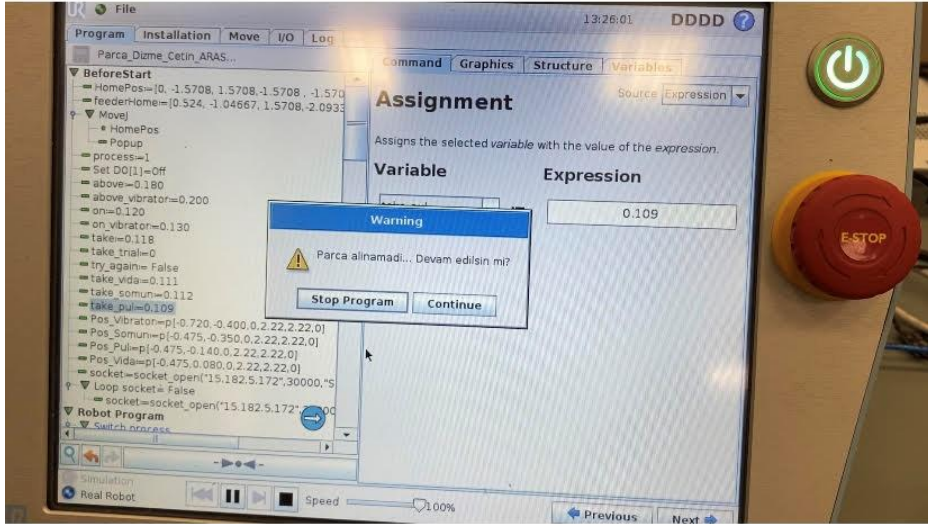 UR
File
13:26:01
DDDD
?
Program Installation Move I/O Log
Parca_Dizme_Cetin_ARAS...
Command Graphics Structure Variables
BeforeStart
HomePos=[0, -1.5708, 1.5708,-1.5708 , -1.570
feederHome=[0.524, -1.04667, 1.5708,-2.0933
MoveJ
HomePos
Popup
process=1
Set DO[1]=Off
above=0.180
above_vibrator=0.200
on=0.120
on_vibrator=0.130
take=0.118
take_trial=0
try_again= False
take_vida=0.111
take_somun=0.112
take_pul=0.109
Pos_Vibrator=p[-0.720,-0.400,0,2.22,2.22,0]
Pos_Somun=p[-0.475,-0.350,0,2.22,2.22,0]
Pos_Pul=p[-0.475,-0.140,0,2.22,2.22,0]
Pos_Vida=p[-0.475,0.080,0,2.22,2.22,0]
socket=socket_open("15.182.5.172",30000,"S
Loop socket= False
socket=socket_open("15.182.5.172"
Robot Program
Switch process
Assignment
Source Expression
Assigns the selected variable with the value of the expression.
Variable Expression
0.109
Warning
Parca alinamadi... Devam edilsin mi?
Stop Program Continue
Simulation
Real Robot
Speed
100%
Previous Next
E-STOP